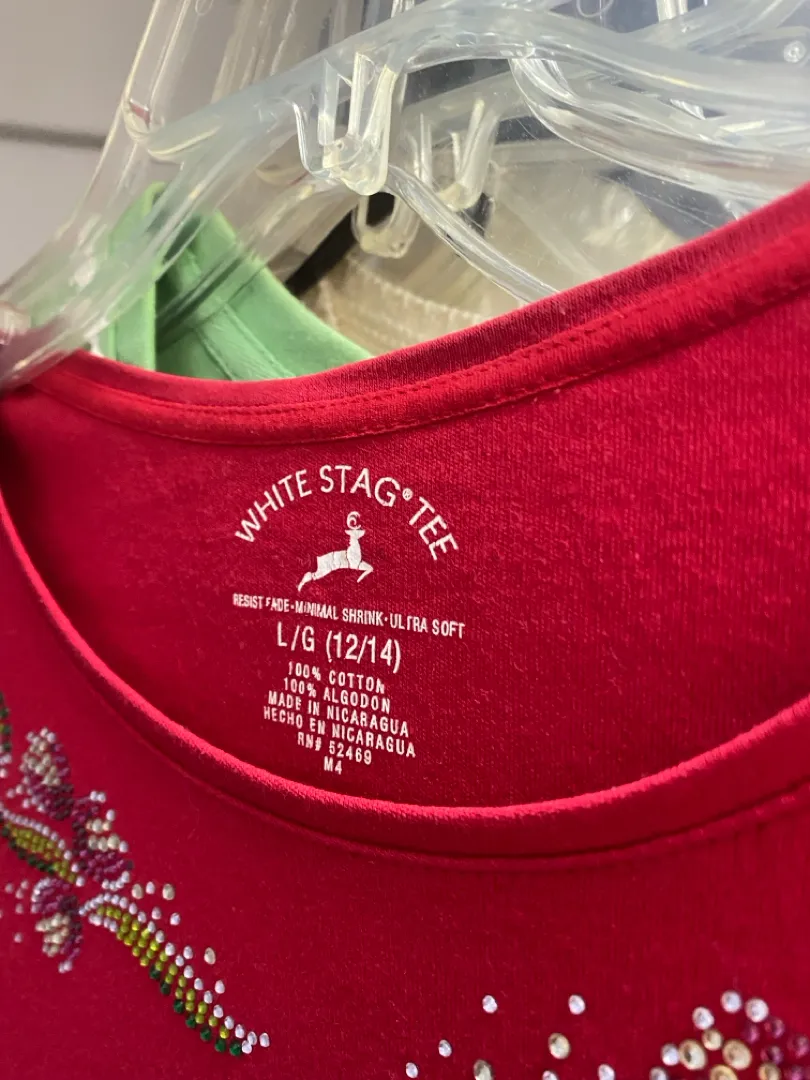 WHITE STAG® TEE
RESIST FADE•MINIMAL SHRINK•ULTRA SOFT
L/G (12/14)
100% COTTON
100% ALGODON
MADE IN NICARAGUA
HECHO EN NICARAGUA
RN# 52469
M4